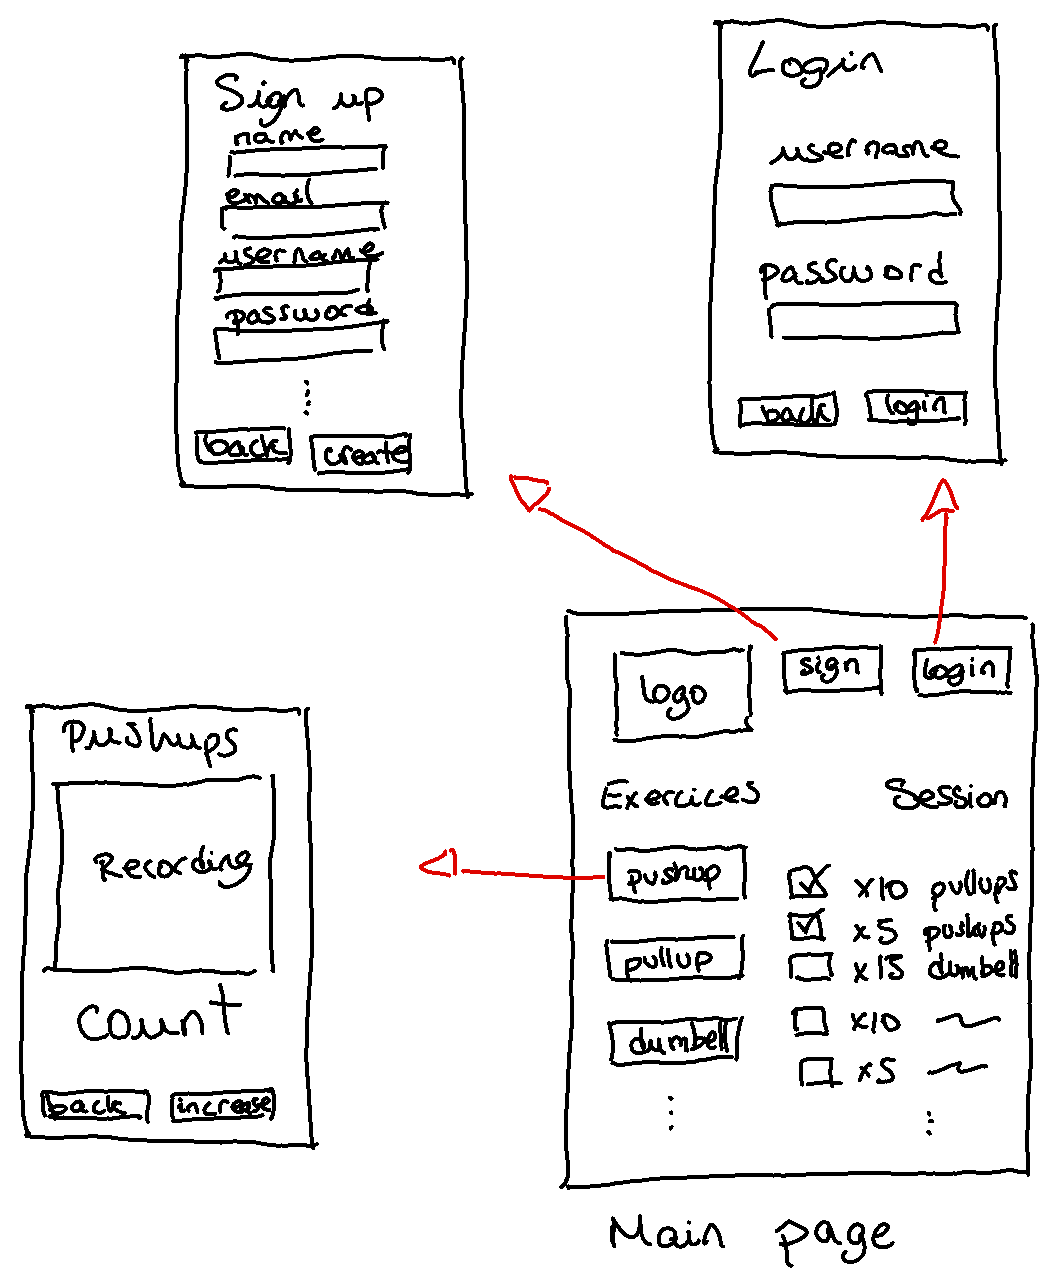 Sign up
name
email
username
password
back
create
Login
username
password
back
login
Pushups
Recording
count
back
increase
logo
sign
login
Exercices
Session
pushup
pullup
dumbell
x10 pullups
x5 pushups
x15 dumbell
x10
x5
Main page